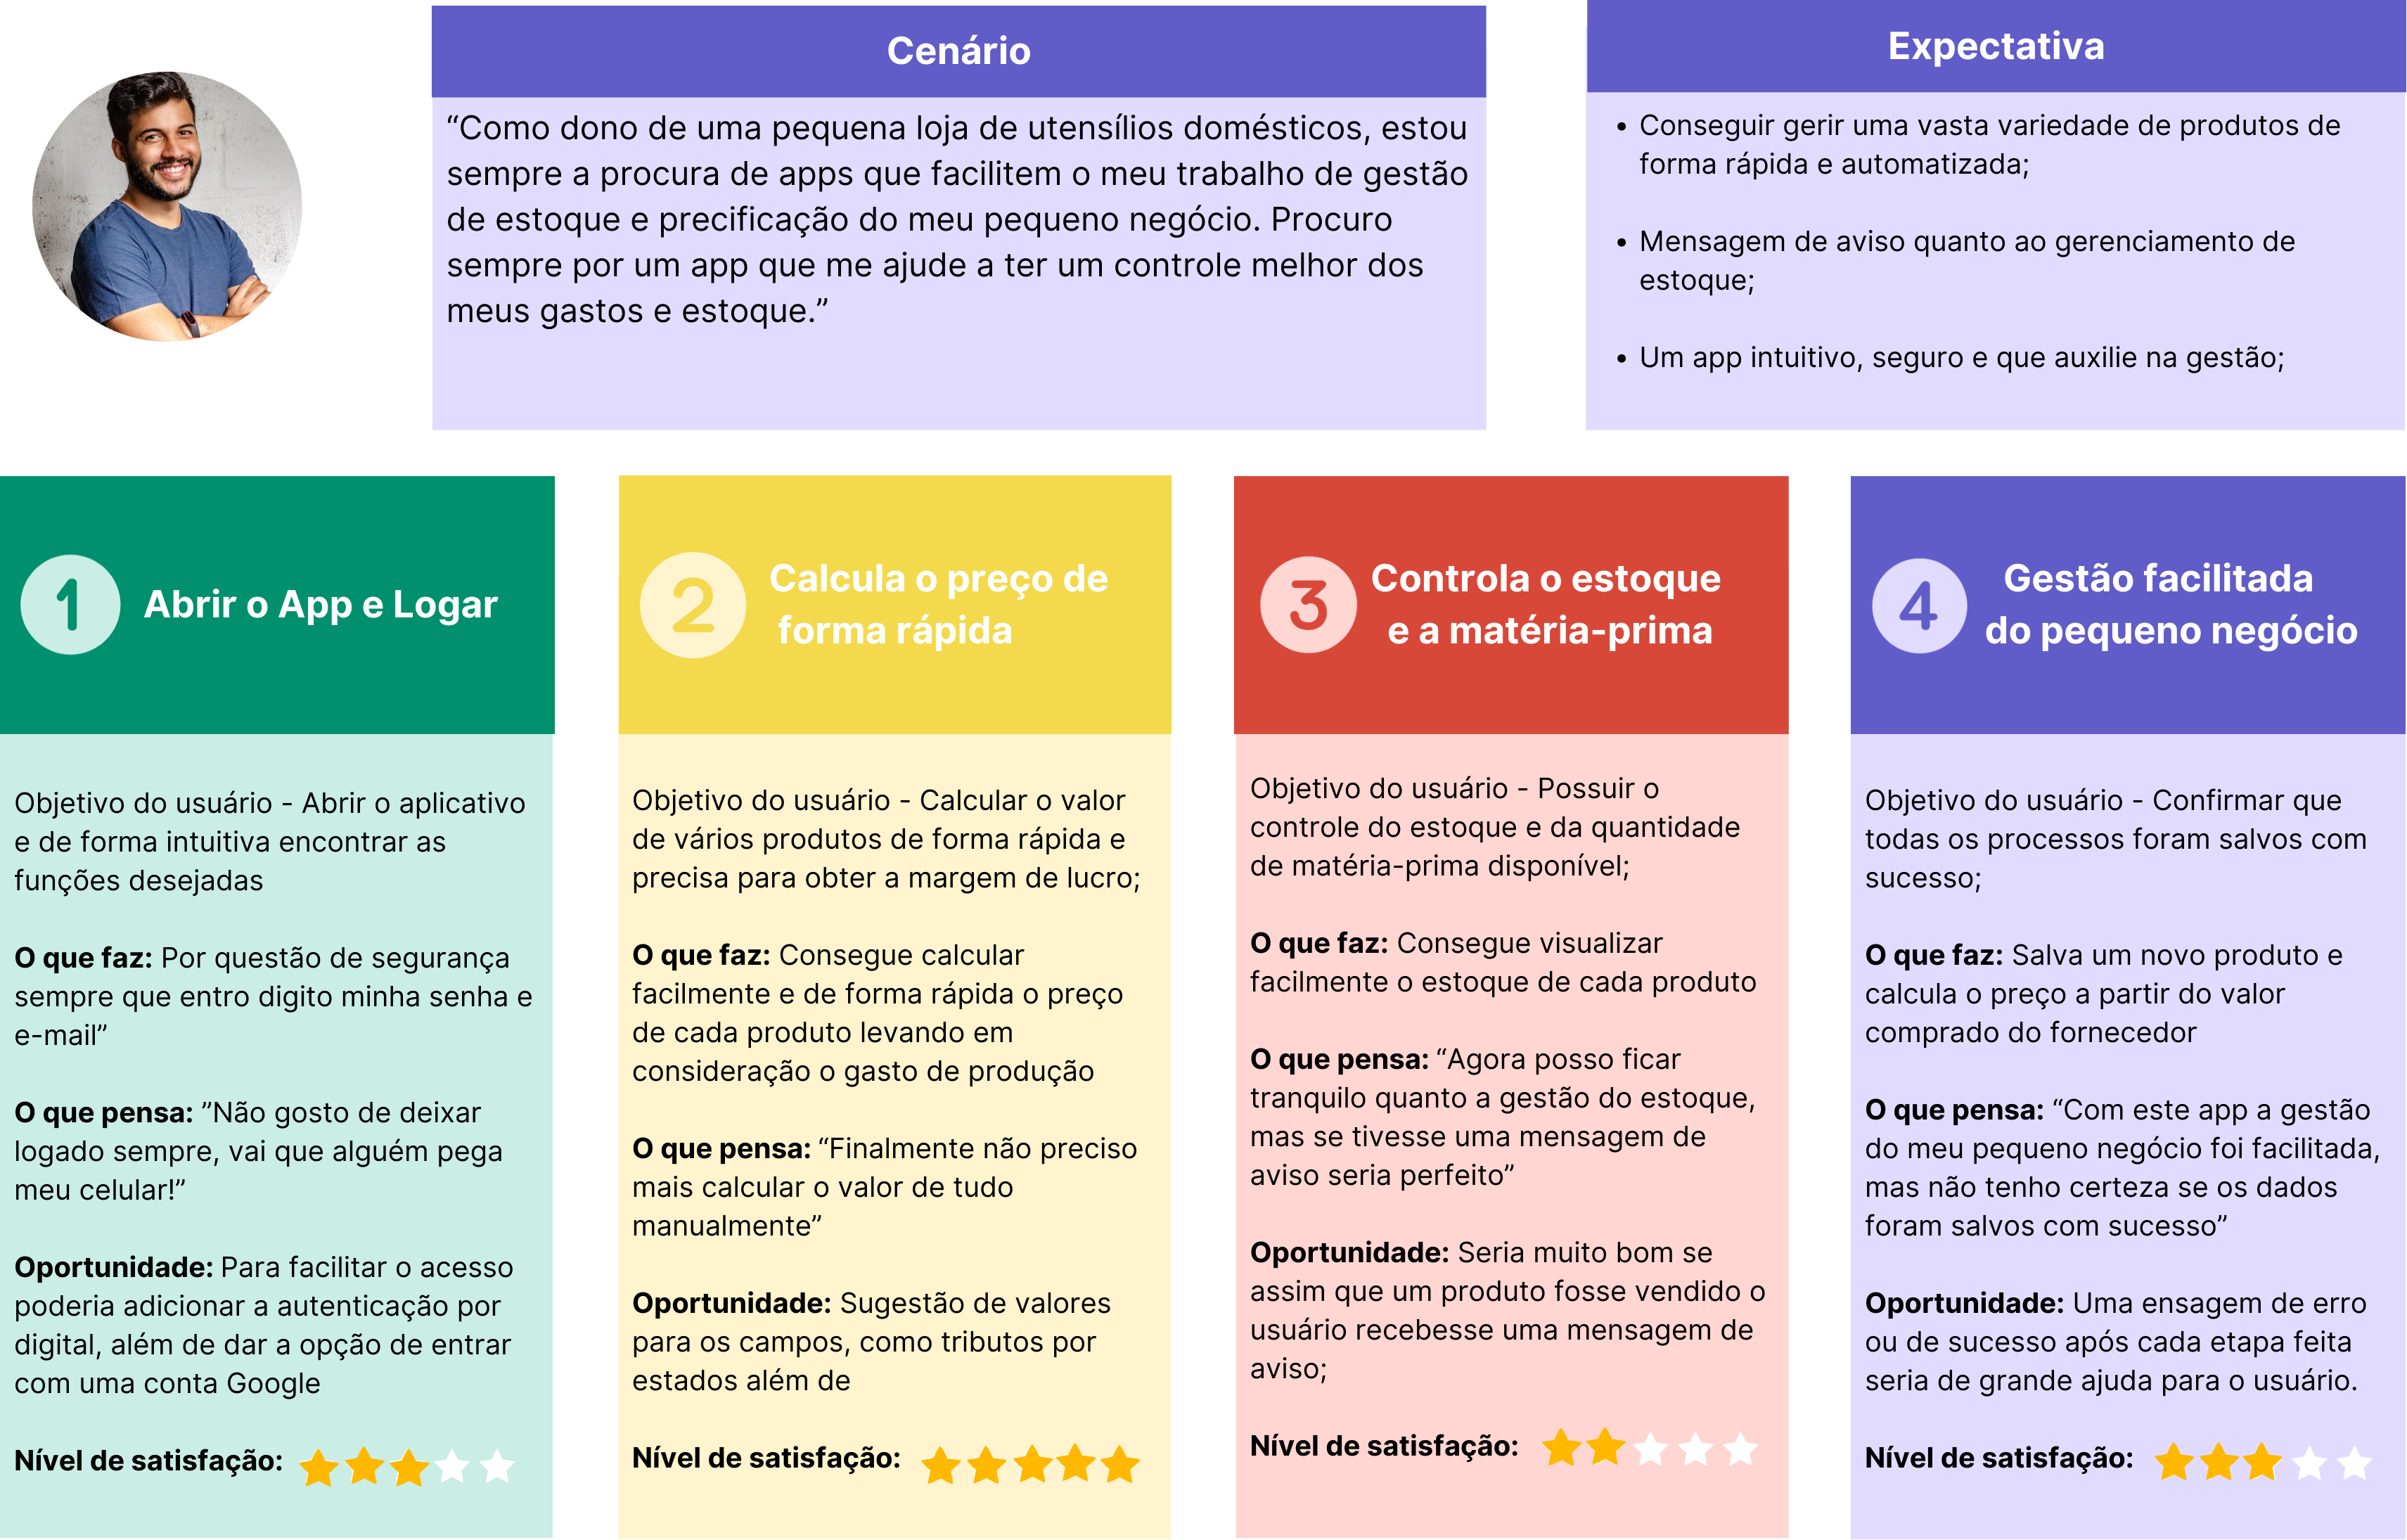 Cenário
“Como dono de uma pequena loja de utensílios domésticos, estou
sempre a procura de apps que facilitem o meu trabalho de gestão
de estoque e precificação do meu pequeno negócio. Procuro
sempre por um app que me ajude a ter um controle melhor dos
meus gastos e estoque.”
Expectativa
• Conseguir gerir uma vasta variedade de produtos de
forma rápida e automatizada;
• Mensagem de aviso quanto ao gerenciamento de
estoque;
• Um app intuitivo, seguro e que auxilie na gestão;
1
Abrir o App e Logar
Objetivo do usuário - Abrir o aplicativo
e de forma intuitiva encontrar as
funções desejadas
O que faz: Por questão de segurança
sempre que entro digito minha senha e
e-mail”
O que pensa: ”Não gosto de deixar
logado sempre, vai que alguém pega
meu celular!”
Oportunidade: Para facilitar o acesso
poderia adicionar a autenticação por
digital, além de dar a opção de entrar
com uma conta Google
Nível de satisfação:
2
Calcula o preço de
forma rápida
Objetivo do usuário - Calcular o valor
de vários produtos de forma rápida e
precisa para obter a margem de lucro;
O que faz: Consegue calcular
facilmente e de forma rápida o preço
de cada produto levando em
consideração o gasto de produção
O que pensa: “Finalmente não preciso
mais calcular o valor de tudo
manualmente”
Oportunidade: Sugestão de valores
para os campos, como tributos por
estados além de
Nível de satisfação:
3
Controla o estoque
e a matéria-prima
Objetivo do usuário - Possuir o
controle do estoque e da quantidade
de matéria-prima disponível;
O que faz: Consegue visualizar
facilmente o estoque de cada produto
O que pensa: “Agora posso ficar
tranquilo quanto a gestão do estoque,
mas se tivesse uma mensagem de
aviso seria perfeito”
Oportunidade: Seria muito bom se
assim que um produto fosse vendido o
usuário recebesse uma mensagem de
aviso;
Nível de satisfação:
4
Gestão facilitada
do pequeno negócio
Objetivo do usuário - Confirmar que
todas os processos foram salvos com
sucesso;
O que faz: Salva um novo produto e
calcula o preço a partir do valor
comprado do fornecedor
O que pensa: “Com este app a gestão
do meu pequeno negócio foi facilitada,
mas não tenho certeza se os dados
foram salvos com sucesso”
Oportunidade: Uma ensagem de erro
ou de sucesso após cada etapa feita
seria de grande ajuda para o usuário.
Nível de satisfação: